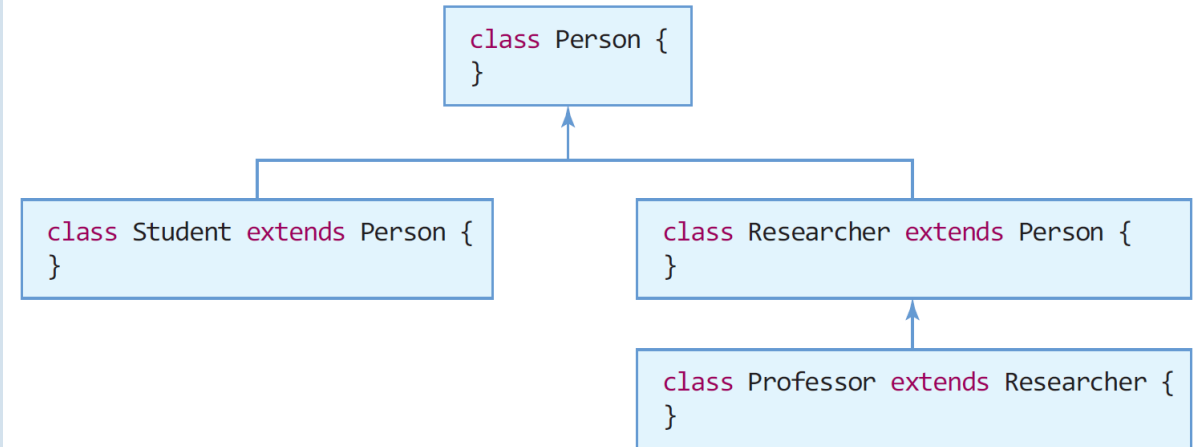 class Person {
}
class Student extends Person {
}
class Researcher extends Person {
}
class Professor extends Researcher {
}